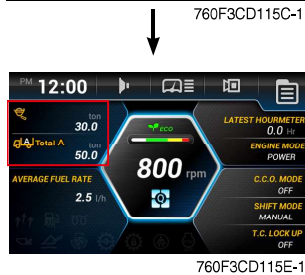 760F3CD115C-1
PM 12:00
ton
30.0
Total A
ton
50.0
AVERAGE FUEL RATE
2.5 l/h
ECO
800 rpm
LATEST HOURMETER
0.0 Hr
ENGINE MODE
POWER
C.C.O. MODE
OFF
SHIFT MODE
MANUAL
T.C. LOCK UP
OFF
760F3CD115E-1